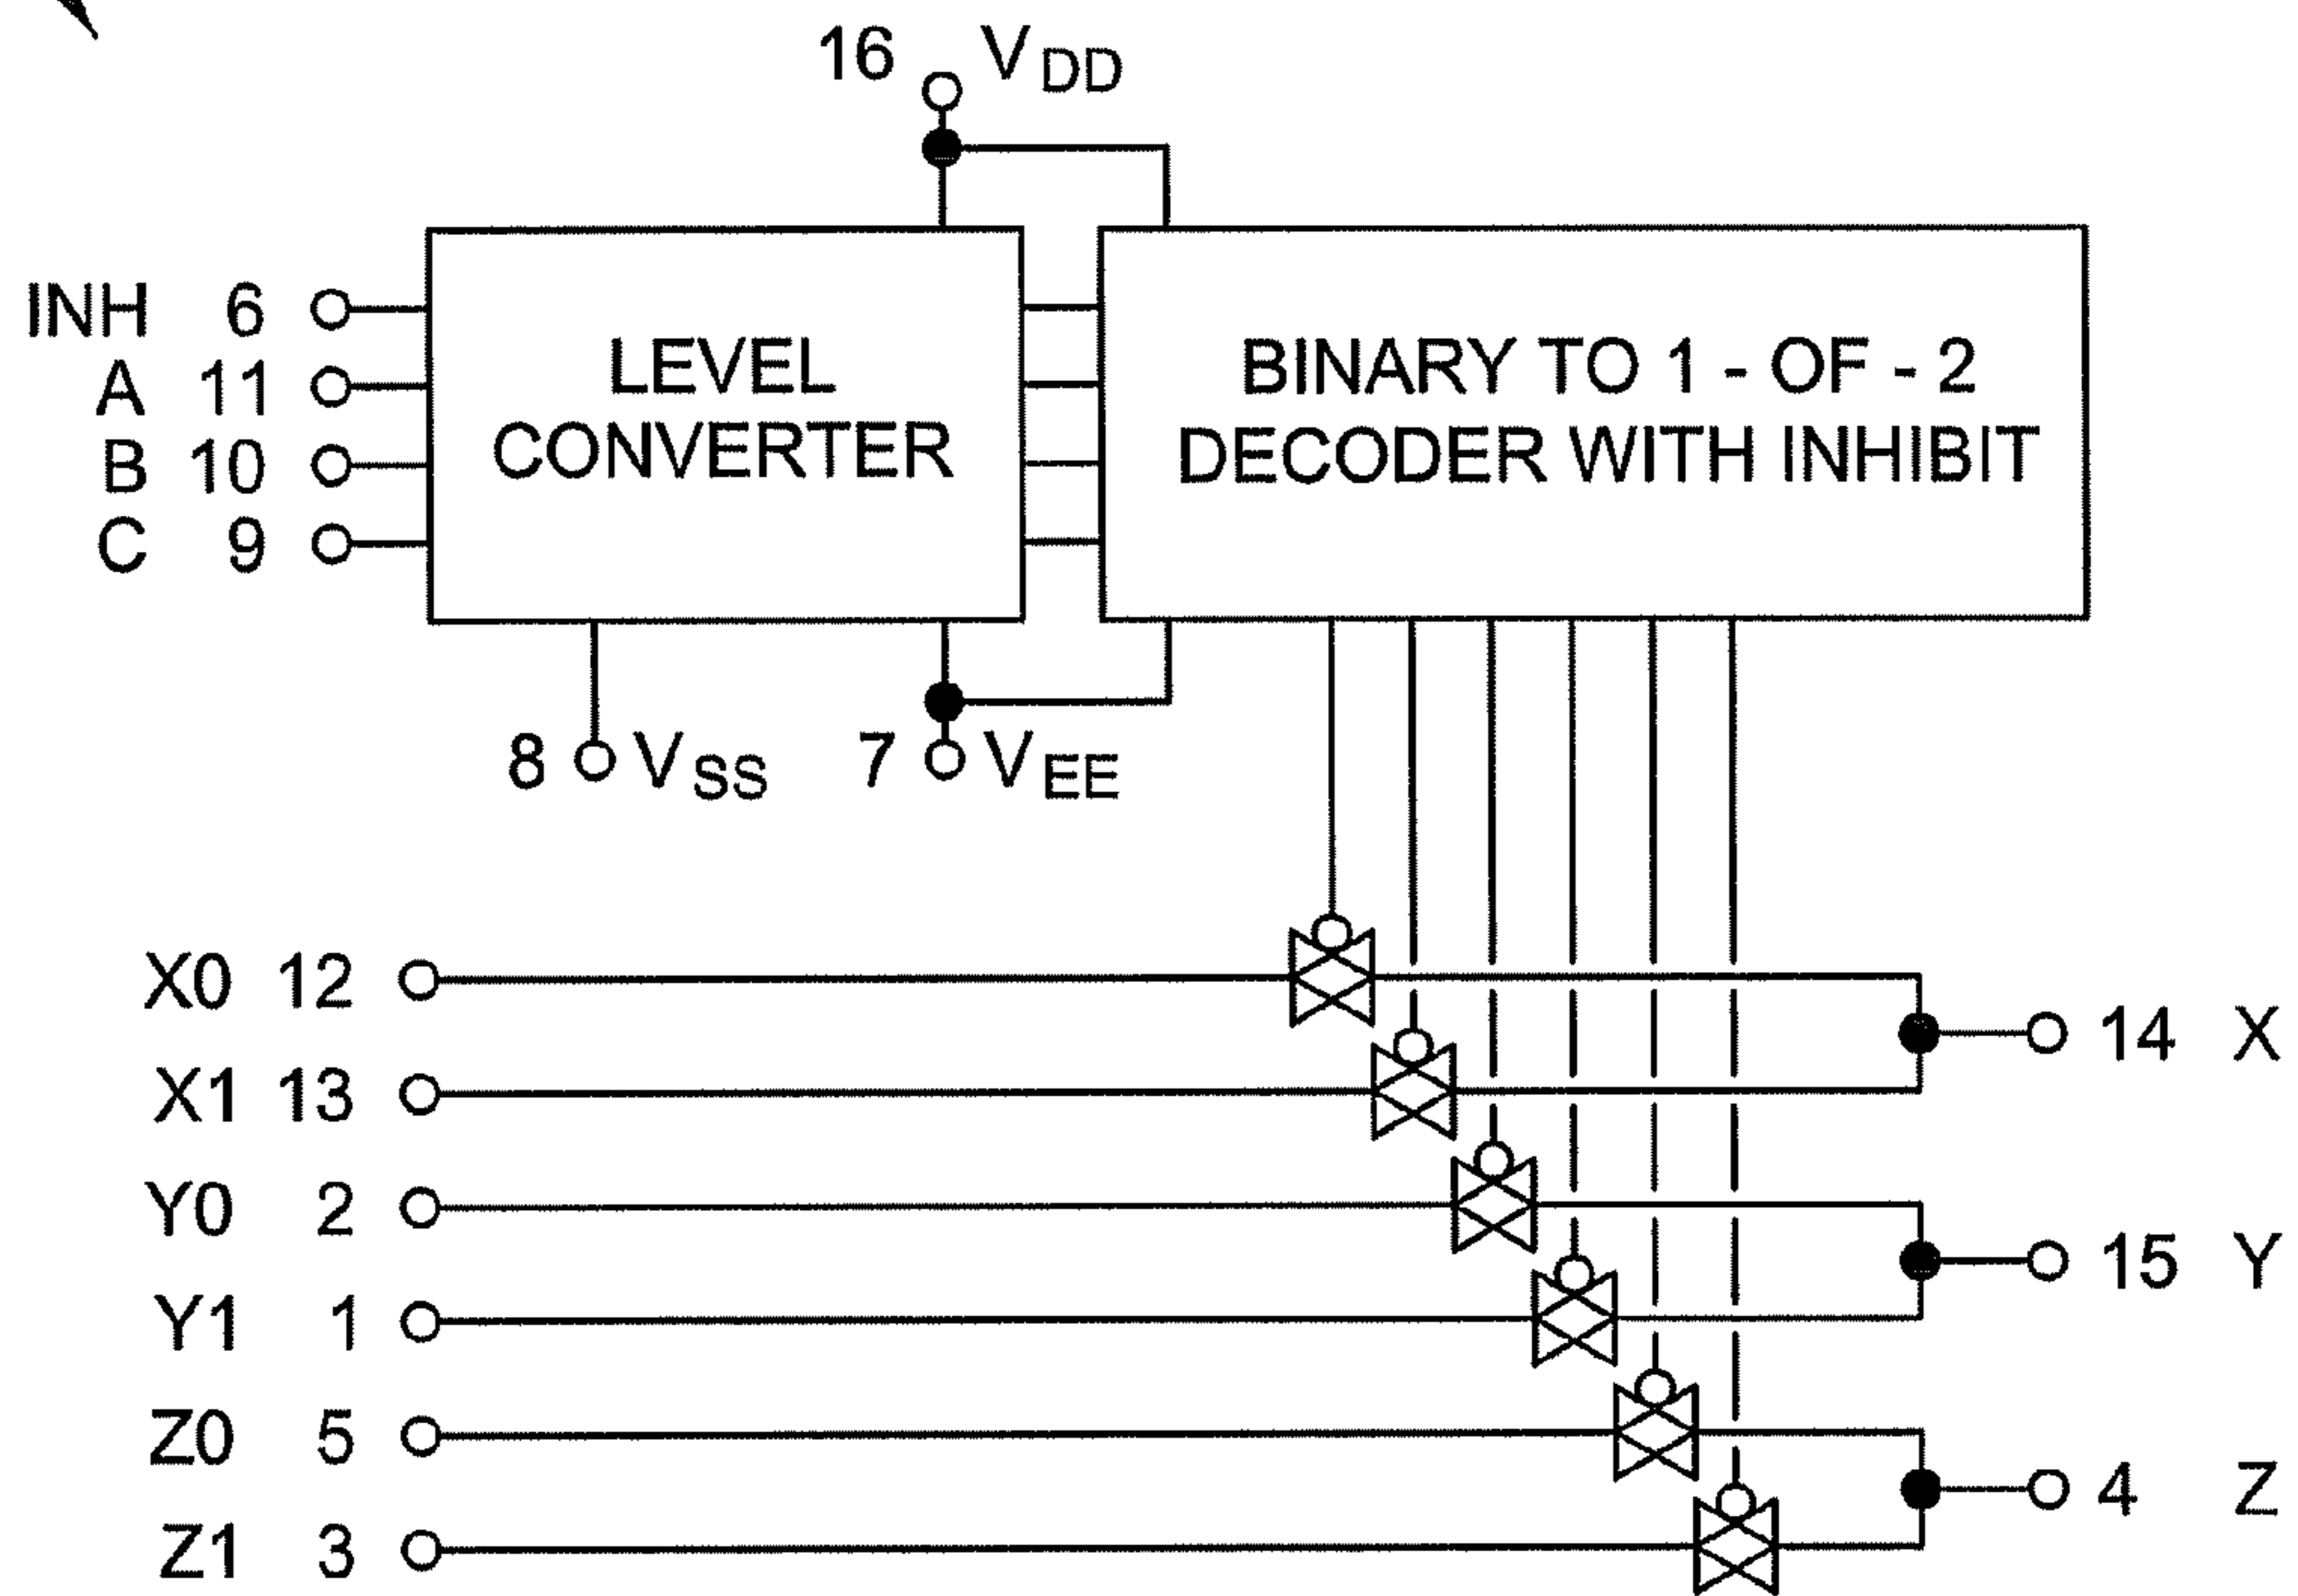 16 VDD
INH 6
A 11
B 10
C 9
LEVEL
CONVERTER
BINARY TO 1 - OF - 2
DECODER WITH INHIBIT
8 VSS
7 VEE
X0 12
X1 13
Y0 2
Y1 1
Z0 5
Z1 3
14 X
15 Y
4 Z